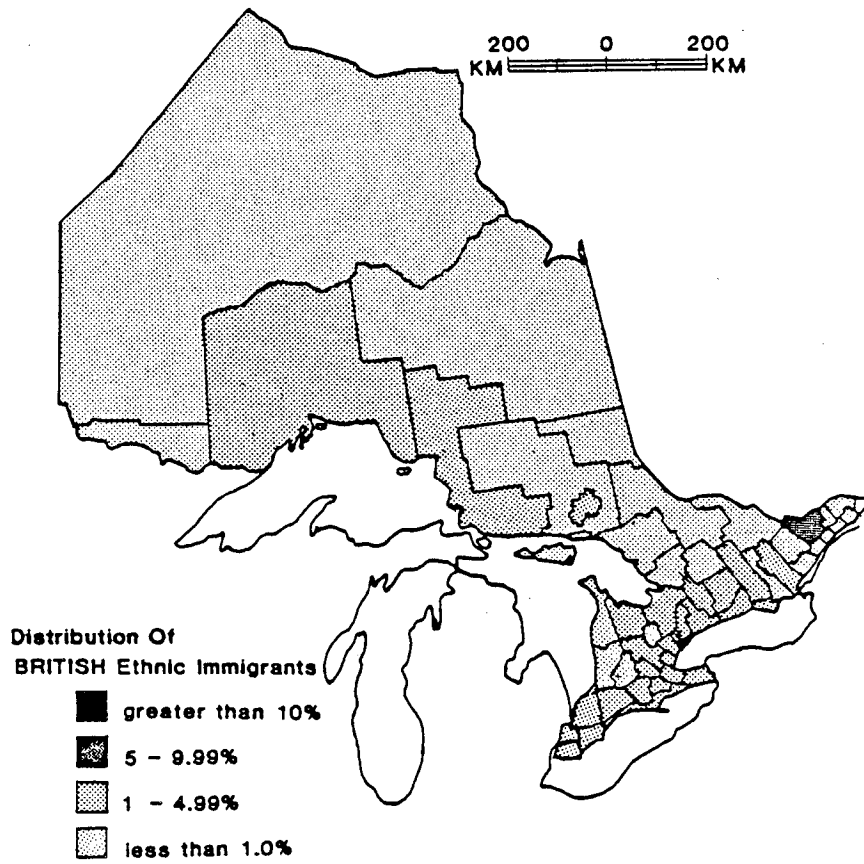 200 0 200
KM KM
Distribution Of
BRITISH Ethnic Immigrants
greater than 10%
5 - 9.99%
1 - 4.99%
less than 1.0%